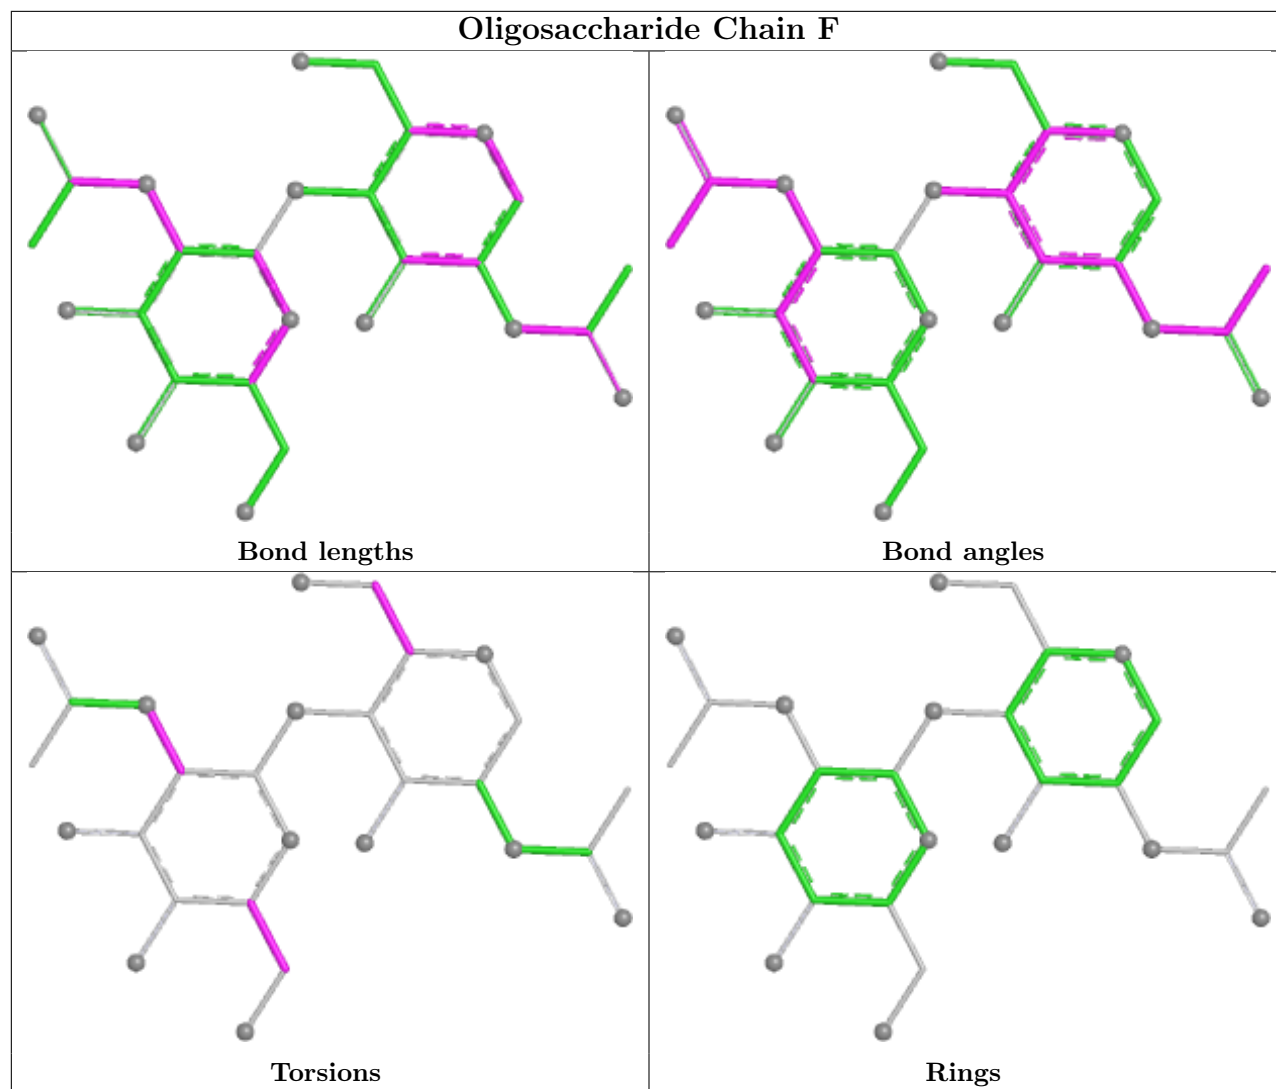 Oligosaccharide Chain F
Bond lengths
Bond angles
Torsions
Rings